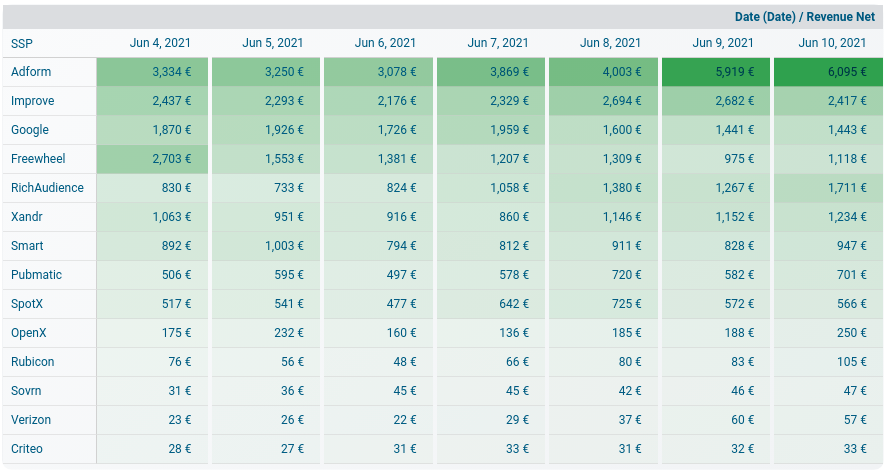 Date (Date) / Revenue Net
SSP Jun 4, 2021 Jun 5, 2021 Jun 6, 2021 Jun 7, 2021 Jun 8, 2021 Jun 9, 2021 Jun 10, 2021
Adform 3,334 € 3,250 € 3,078 € 3,869 € 4,003 € 5,919 € 6,095 €
Improve 2,437 € 2,293 € 2,176 € 2,329 € 2,694 € 2,682 € 2,417 €
Google 1,870 € 1,926 € 1,726 € 1,959 € 1,600 € 1,441 € 1,443 €
Freewheel 2,703 € 1,553 € 1,381 € 1,207 € 1,309 € 975 € 1,118 €
RichAudience 830 € 733 € 824 € 1,058 € 1,380 € 1,267 € 1,711 €
Xandr 1,063 € 951 € 916 € 860 € 1,146 € 1,152 € 1,234 €
Smart 892 € 1,003 € 794 € 812 € 911 € 828 € 947 €
Pubmatic 506 € 595 € 497 € 578 € 720 € 582 € 701 €
SpotX 517 € 541 € 477 € 642 € 725 € 572 € 566 €
OpenX 175 € 232 € 160 € 136 € 185 € 188 € 250 €
Rubicon 76 € 56 € 48 € 66 € 80 € 83 € 105 €
Sovrn 31 € 36 € 45 € 45 € 42 € 46 € 47 €
Verizon 23 € 26 € 22 € 29 € 37 € 60 € 57 €
Criteo 28 € 27 € 31 € 33 € 31 € 32 € 33 €